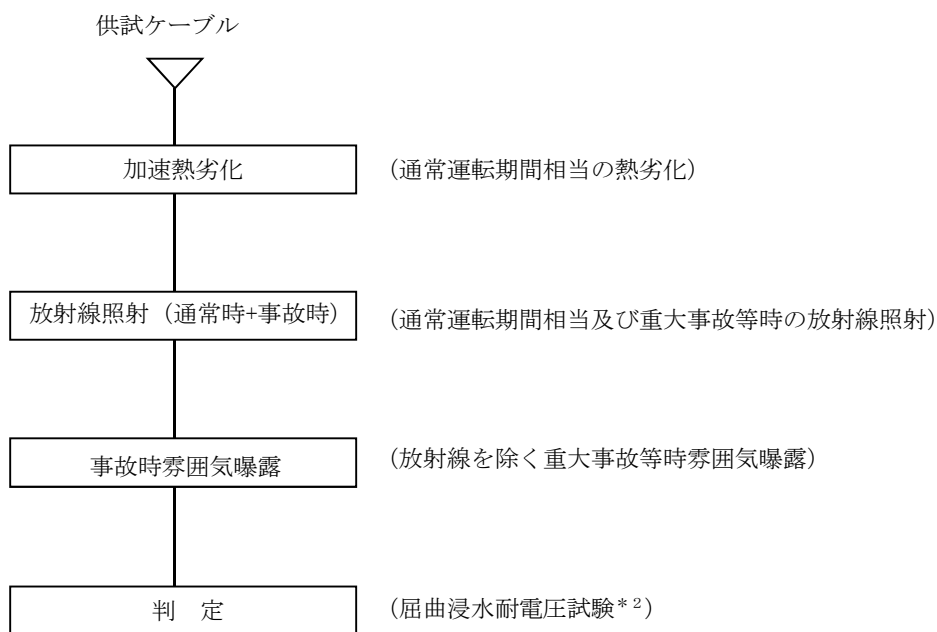 供試ケーブル
加速熱劣化 (通常運転期間相当の熱劣化)
放射線照射(通常時+事故時) (通常運転期間相当及び重大事故等時の放射線照射)
事故時雰囲気曝露 (放射線を除く重大事故等時雰囲気曝露)
判 定 (屈曲浸水耐電圧試験*2)